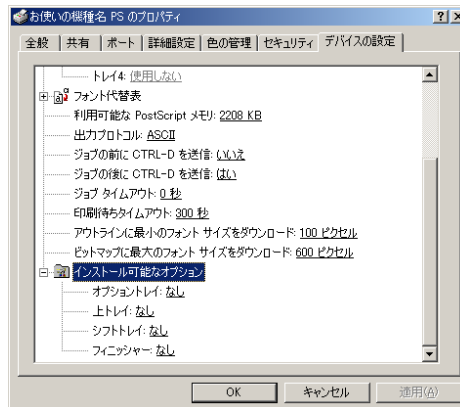 お使いの機種名 PS のプロパティ
全般 共有 ポート 詳細設定 色の管理 セキュリティ デバイスの設定
トレイ4: 使用しない
フォント代替表
利用可能な PostScript メモリ: 2208 KB
出力プロトコル: ASCII
ジョブの前に CTRL-D を送信: いいえ
ジョブの後に CTRL-D を送信: はい
ジョブ タイムアウト: 0 秒
印刷待ちタイムアウト: 300 秒
アウトラインに最小のフォント サイズをダウンロード: 100 ピクセル
ビットマップに最大のフォント サイズをダウンロード: 600 ピクセル
インストール可能なオプション
オプショントレイ: なし
上トレイ: なし
シフトトレイ: なし
フィニッシャー: なし
OK キャンセル 適用(A)